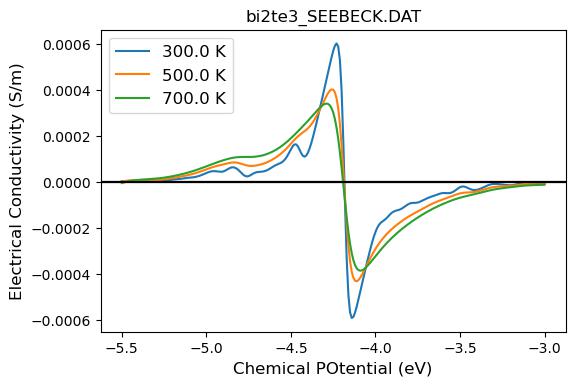 bi2te3_SEEBECK.DAT
300.0 K
500.0 K
700.0 K
Electrical Conductivity (S/m)
0.0006
0.0004
0.0002
0.0000
−0.0002
−0.0004
−0.0006
−5.5 −5.0 −4.5 −4.0 −3.5 −3.0
Chemical POtential (eV)